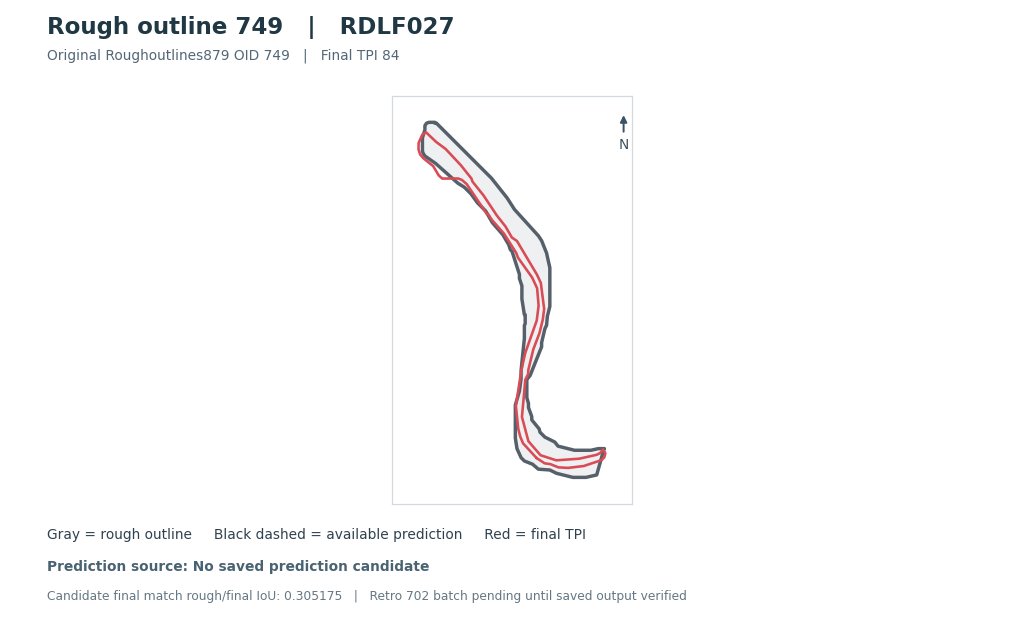 Rough outline 749   |   RDLF027
Original Roughoutlines879 OID 749   |   Final TPI 84
N
Gray = rough outline     Black dashed = available prediction     Red = final TPI
Prediction source: No saved prediction candidate
Candidate final match rough/final IoU: 0.305175   |   Retro 702 batch pending until saved output verified